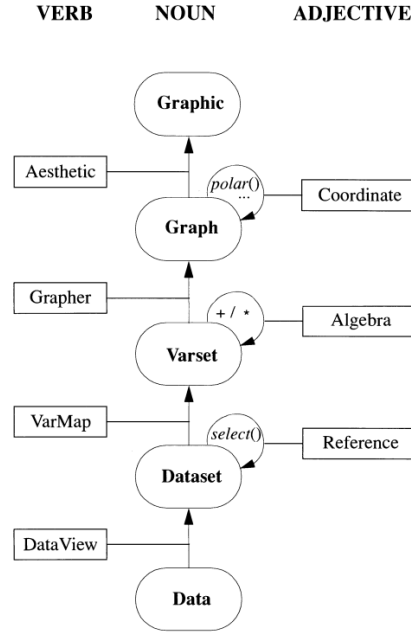 VERB NOUN ADJECTIVE
Graphic
Aesthetic
polar()
...
Coordinate
Graph
Grapher
+ / *
Algebra
Varset
VarMap
select()
Reference
Dataset
DataView
Data